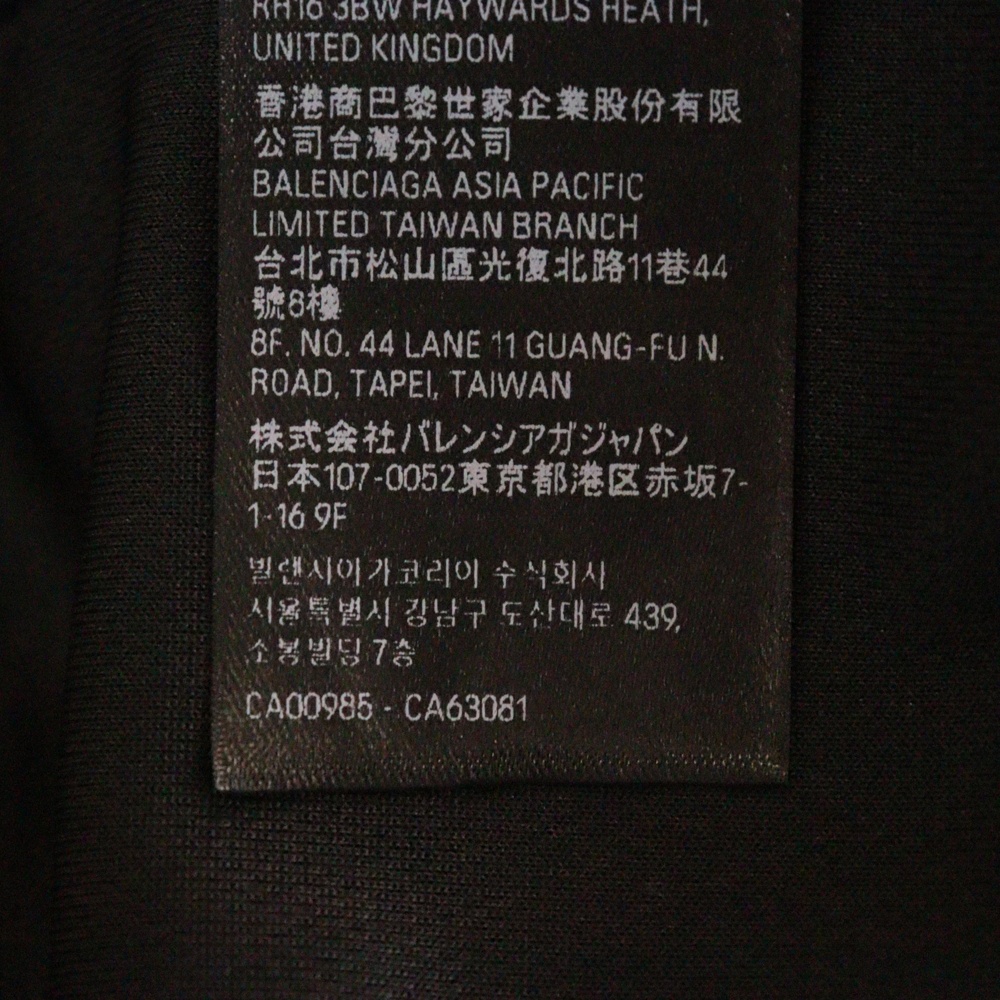 RH16 3BW HAYWARDS HEATH,
UNITED KINGDOM
香港商巴黎世家企業股份有限
公司台灣分公司
BALENCIAGA ASIA PACIFIC
LIMITED TAIWAN BRANCH
台北市松山區光復北路11巷44
號8樓
8F. NO. 44 LANE 11 GUANG-FU N.
ROAD, TAPEI, TAIWAN
株式会社バレンシアガジャパン
日本107-0052東京都港区赤坂7-
1-16 9F
발렌시아가코리아 주식회사
서울특별시 강남구 도산대로 439,
소봉빌딩 7층
CA00985 - CA63081